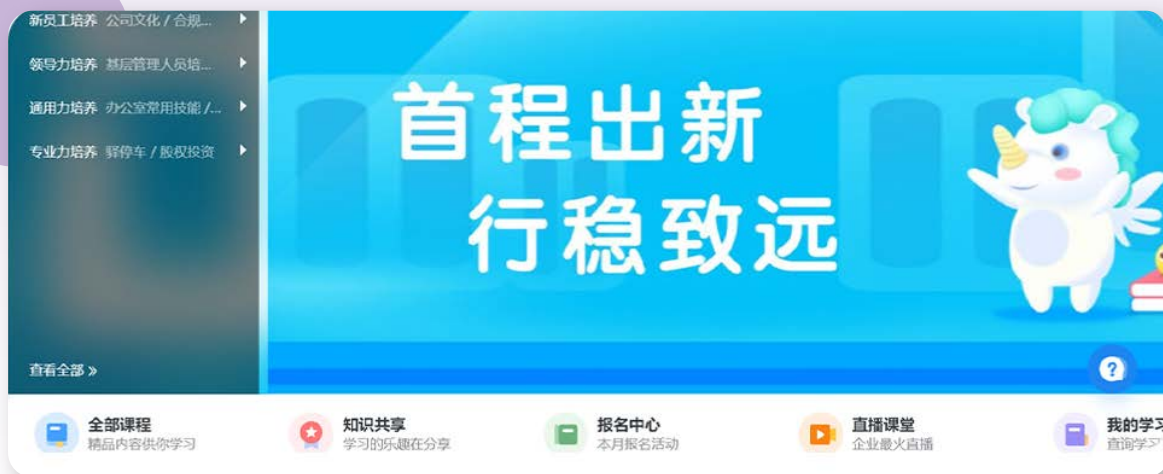 新员工培养 公司文化 / 合规...
领导力培养 基层管理人员培...
通用力培养 办公室常用技能 /...
专业力培养 驿停车 / 股权投资
查看全部 »
首程出新
行稳致远
?
全部课程
精品内容供你学习
知识共享
学习的乐趣在分享
报名中心
本月报名活动
直播课堂
企业最火直播
我的学习
查询学习